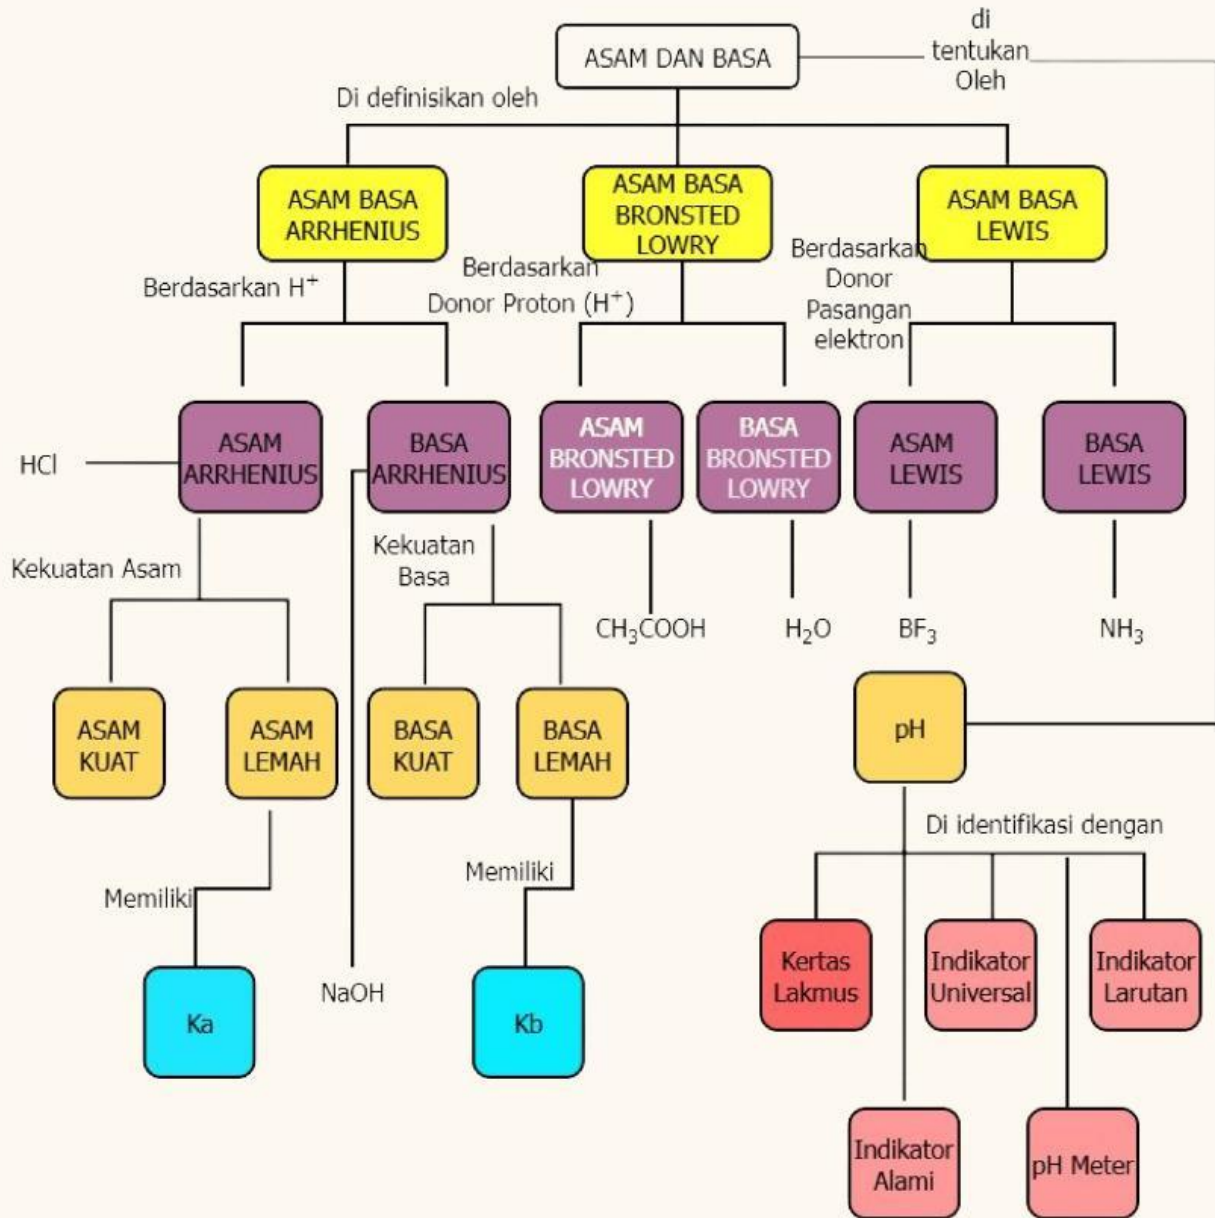 ASAM DAN BASA
di
tentukan
Oleh
Di definisikan oleh
ASAM BASA
ARRHENIUS
ASAM BASA
BRONSTED
LOWRY
ASAM BASA
LEWIS
Berdasarkan H⁺
Berdasarkan
Donor Proton (H⁺)
Berdasarkan
Donor
Pasangan
elektron
HCl
ASAM
ARRHENIUS
BASA
ARRHENIUS
ASAM
BRONSTED
LOWRY
BASA
BRONSTED
LOWRY
ASAM
LEWIS
BASA
LEWIS
Kekuatan Asam
Kekuatan
Basa
CH₃COOH
H₂O
BF₃
NH₃
ASAM
KUAT
ASAM
LEMAH
BASA
KUAT
BASA
LEMAH
pH
Di identifikasi dengan
Memiliki
Memiliki
Ka
NaOH
Kb
Kertas
Lakmus
Indikator
Universal
Indikator
Larutan
Indikator
Alami
pH Meter